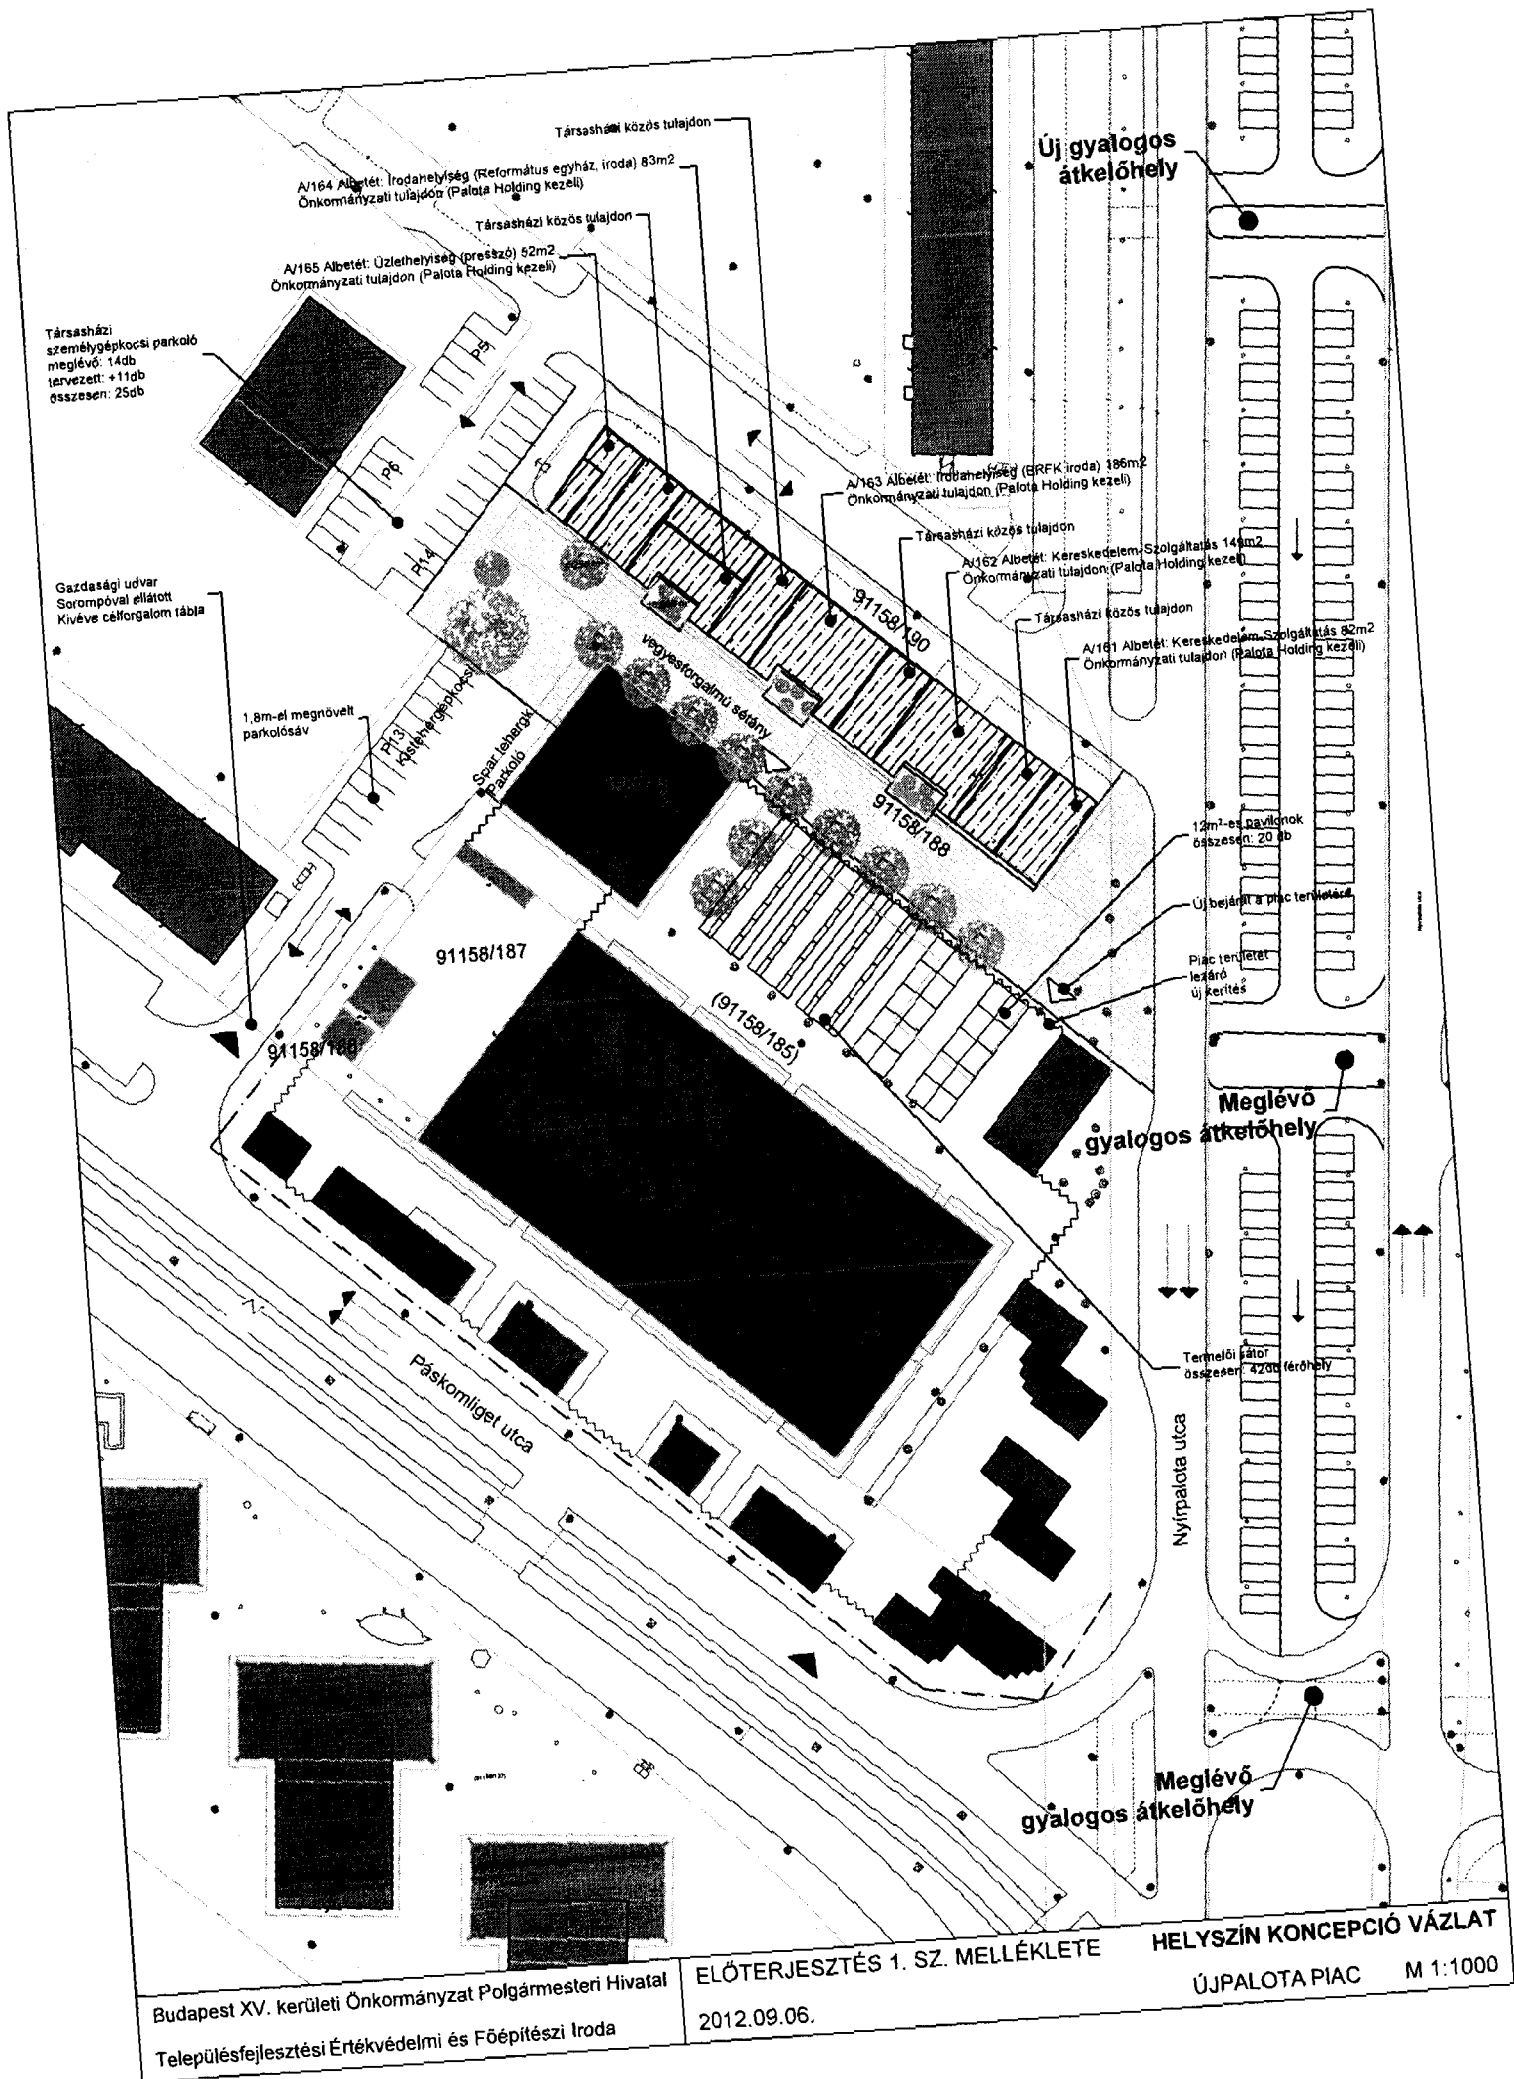 Társasházi közös tulajdon
A/164 Albetét: Irodahelyiség (Református egyház, iroda) 83m2
Önkormányzati tulajdon (Palota Holding kezeli)
Társasházi közös tulajdon
A/165 Albetét: Üzlethelyiség (presszó) 52m2
Önkormányzati tulajdon (Palota Holding kezeli)
Új gyalogos
átkelőhely
Társasházi
személygépkocsi parkoló
meglévő: 14db
tervezett: +11db
összesen: 25db
P5
P6
P14
A/163 Albetét: Irodahelyiség (BRFK iroda) 186m2
Önkormányzati tulajdon (Palota Holding kezeli)
Társasházi közös tulajdon
A/162 Albetét: Kereskedelem-Szolgáltatás 149m2
Önkormányzati tulajdon (Palota Holding kezeli)
Társasházi közös tulajdon
A/161 Albetét: Kereskedelem-Szolgáltatás 82m2
Önkormányzati tulajdon (Palota Holding kezeli)
91158/190
Gazdasági udvar
Sorompóval ellátott
Kivéve célforgalom tábla
vegyesforgalmú sétány
1,8m-el megnövelt
parkolósáv
P13
Kistehergépkocsi
Spar tehergk.
Parkoló
91158/188
12m²-es pavilonok
összesen: 20 db
Új bejárat a piac területére
Piac területét
lezáró
új kerítés
91158/187
(91158/185)
Meglévő
gyalogos átkelőhely
Termelői sátor
összesen: 42db férőhely
Páskomliget utca
Nyírpalota utca
Meglévő
gyalogos átkelőhely
Budapest XV. kerületi Önkormányzat Polgármesteri Hivatal
Településfejlesztési Értékvédelmi és Főépítészi Iroda
ELŐTERJESZTÉS 1. SZ. MELLÉKLETE
2012.09.06.
HELYSZÍN KONCEPCIÓ VÁZLAT
ÚJPALOTA PIAC M 1:1000